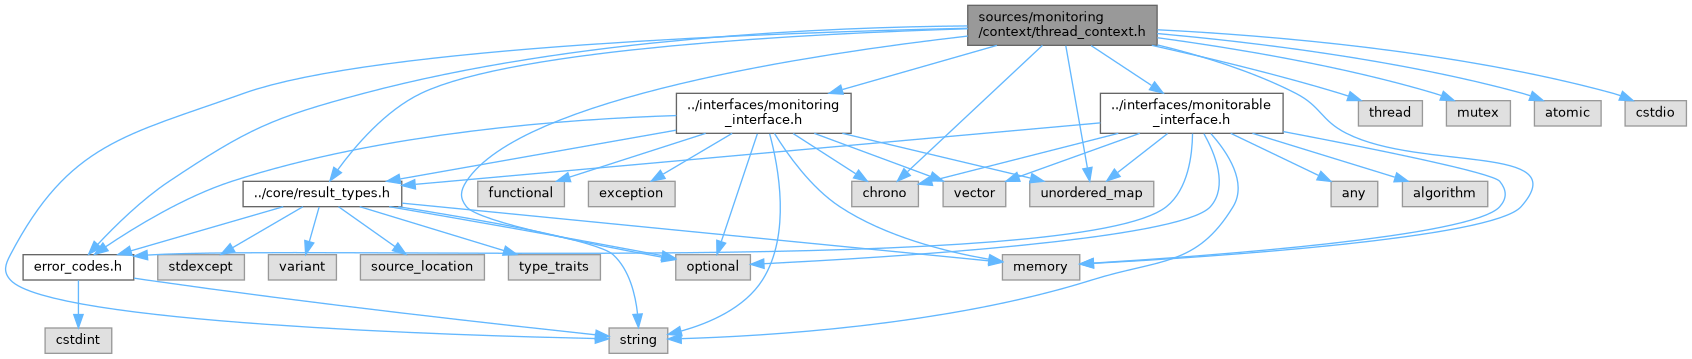 sources/monitoring
/context/thread_context.h
../interfaces/monitoring
_interface.h
../interfaces/monitorable
_interface.h
thread
mutex
atomic
cstdio
../core/result_types.h
functional
exception
chrono
vector
unordered_map
any
algorithm
error_codes.h
stdexcept
variant
source_location
type_traits
optional
memory
cstdint
string